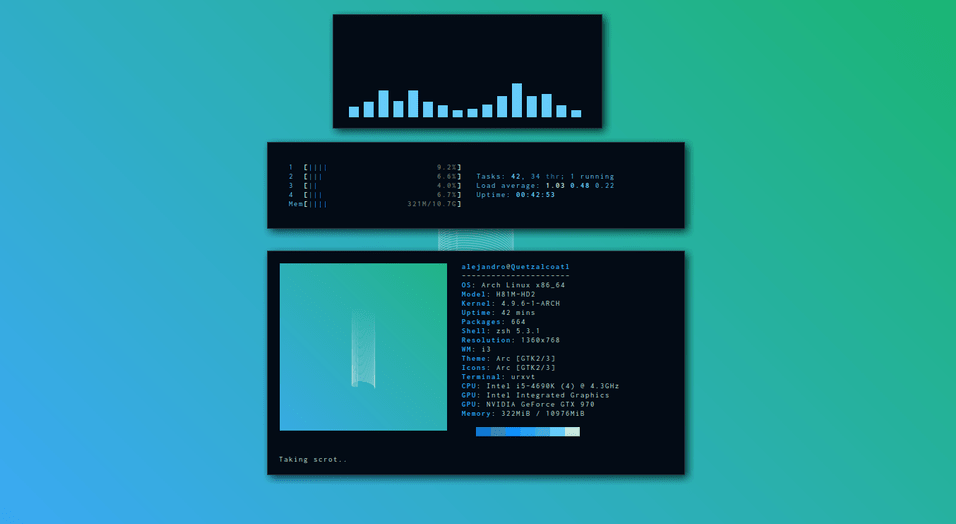 1 [|||| 9.2%]
2 [||| 6.6%]
3 [|| 4.0%]
4 [||| 6.7%]
Mem[|||| 321M/10.7G]
Tasks: 42, 34 thr; 1 running
Load average: 1.03 0.48 0.22
Uptime: 00:42:53
alejandro@Quetzalcoatl
----------------------
OS: Arch Linux x86_64
Model: H81M-HD2
Kernel: 4.9.6-1-ARCH
Uptime: 42 mins
Packages: 664
Shell: zsh 5.3.1
Resolution: 1360x768
WM: i3
Theme: Arc [GTK2/3]
Icons: Arc [GTK2/3]
Terminal: urxvt
CPU: Intel i5-4690K (4) @ 4.3GHz
GPU: Intel Integrated Graphics
GPU: NVIDIA GeForce GTX 970
Memory: 322MiB / 10976MiB
Taking scrot..